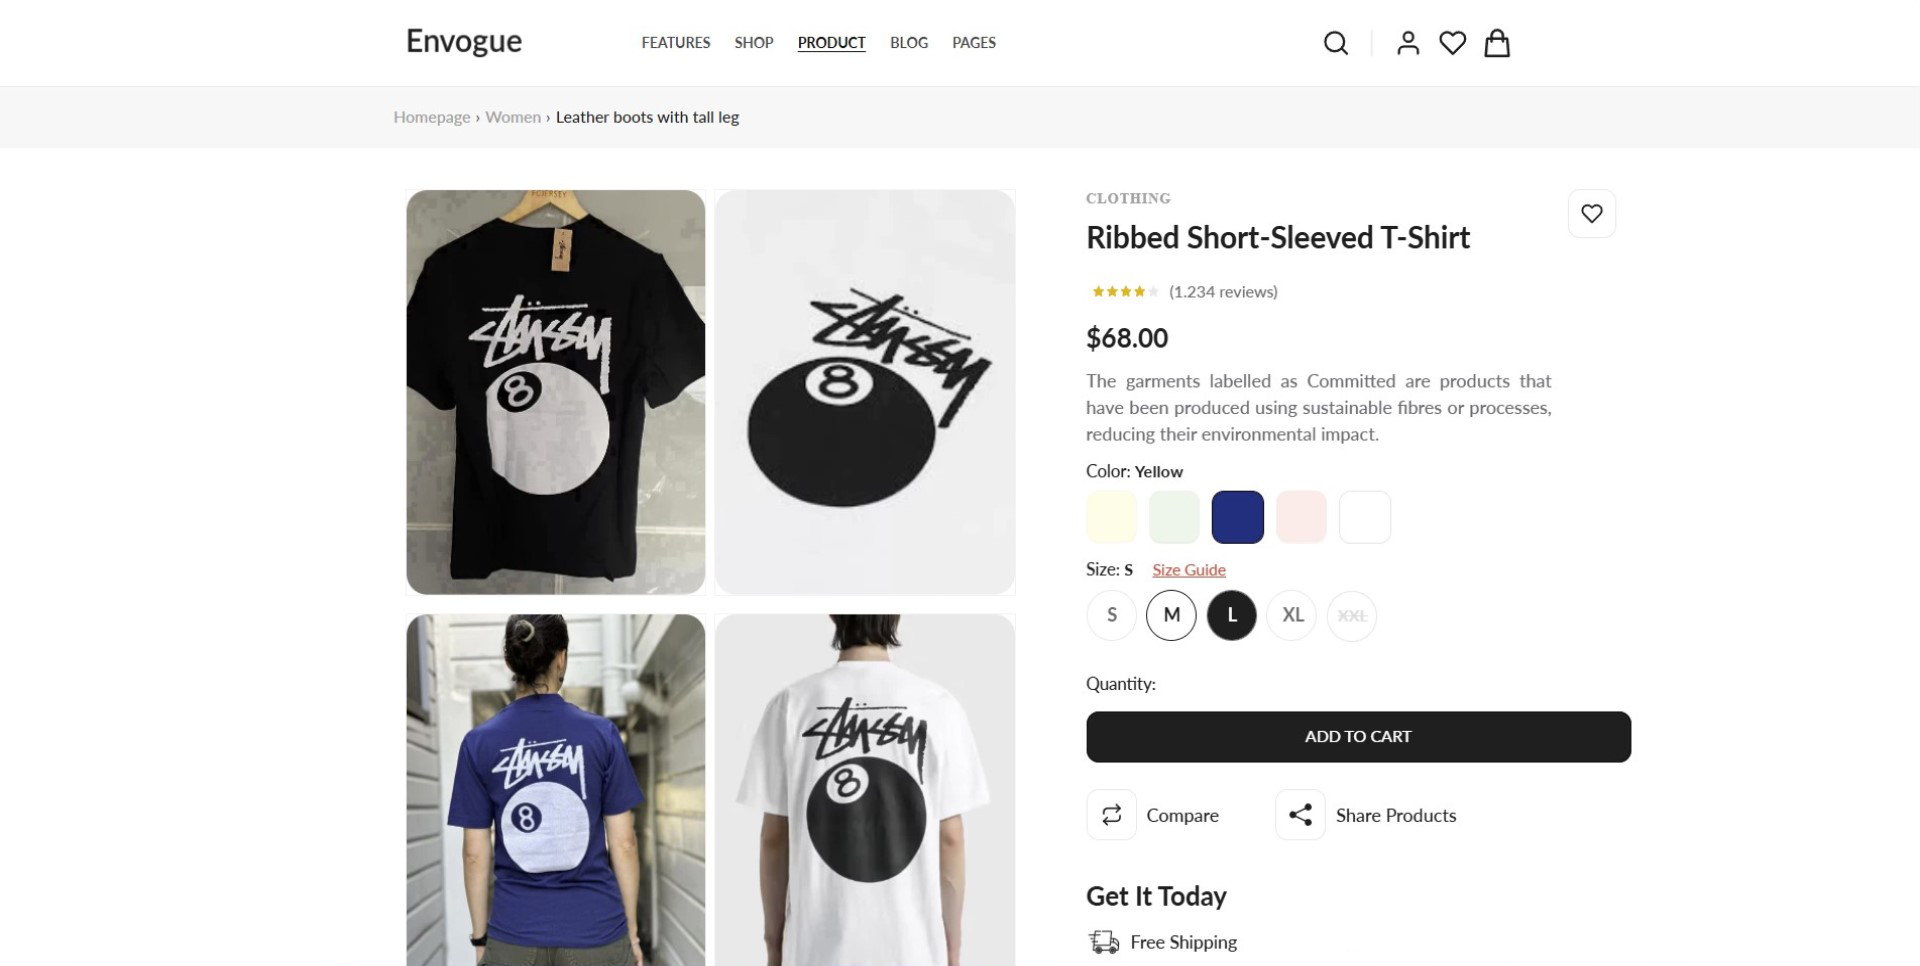 Envogue
FEATURES SHOP PRODUCT BLOG PAGES
Homepage › Women › Leather boots with tall leg
FCJERSEY
Stüssy
8
Stüssy
8
Stüssy
8
Stüssy
8
CLOTHING
Ribbed Short-Sleeved T-Shirt
(1.234 reviews)
$68.00
The garments labelled as Committed are products that
have been produced using sustainable fibres or processes,
reducing their environmental impact.
Color: Yellow
Size: S Size Guide
S M L XL XXL
Quantity:
ADD TO CART
Compare Share Products
Get It Today
Free Shipping